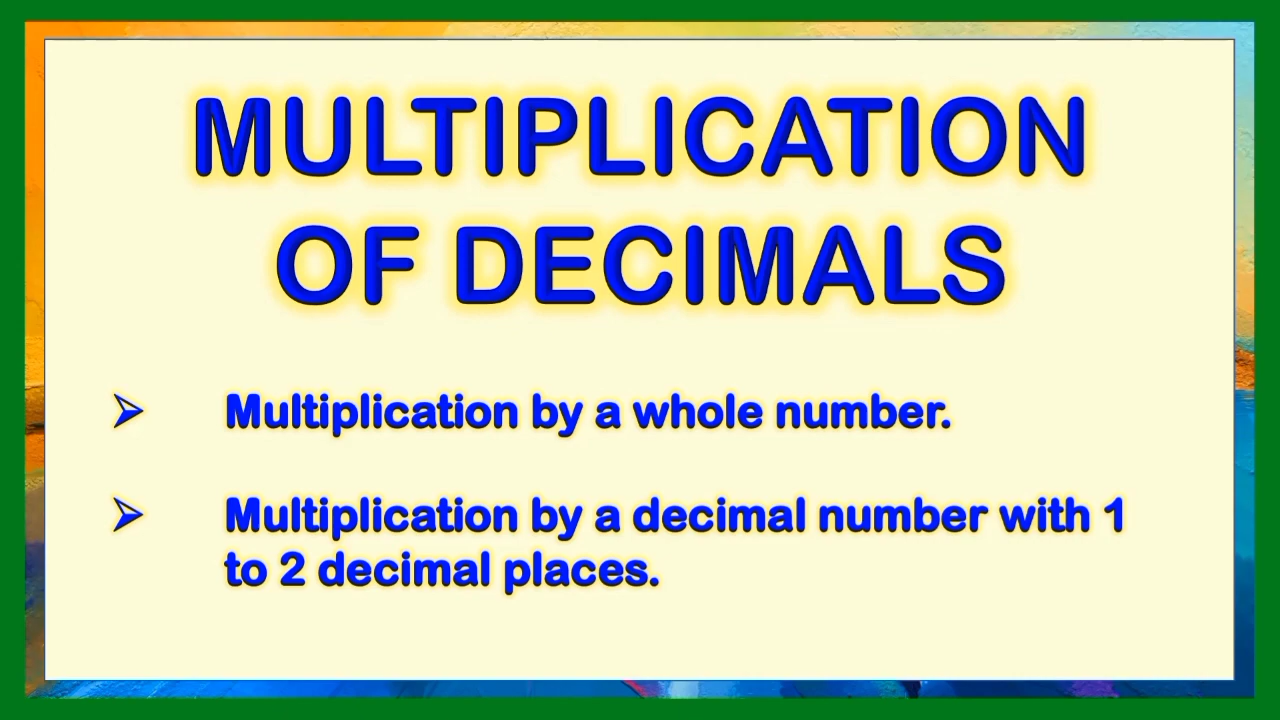 MULTIPLICATION
OF DECIMALS
➢ Multiplication by a whole number.
➢ Multiplication by a decimal number with 1
to 2 decimal places.